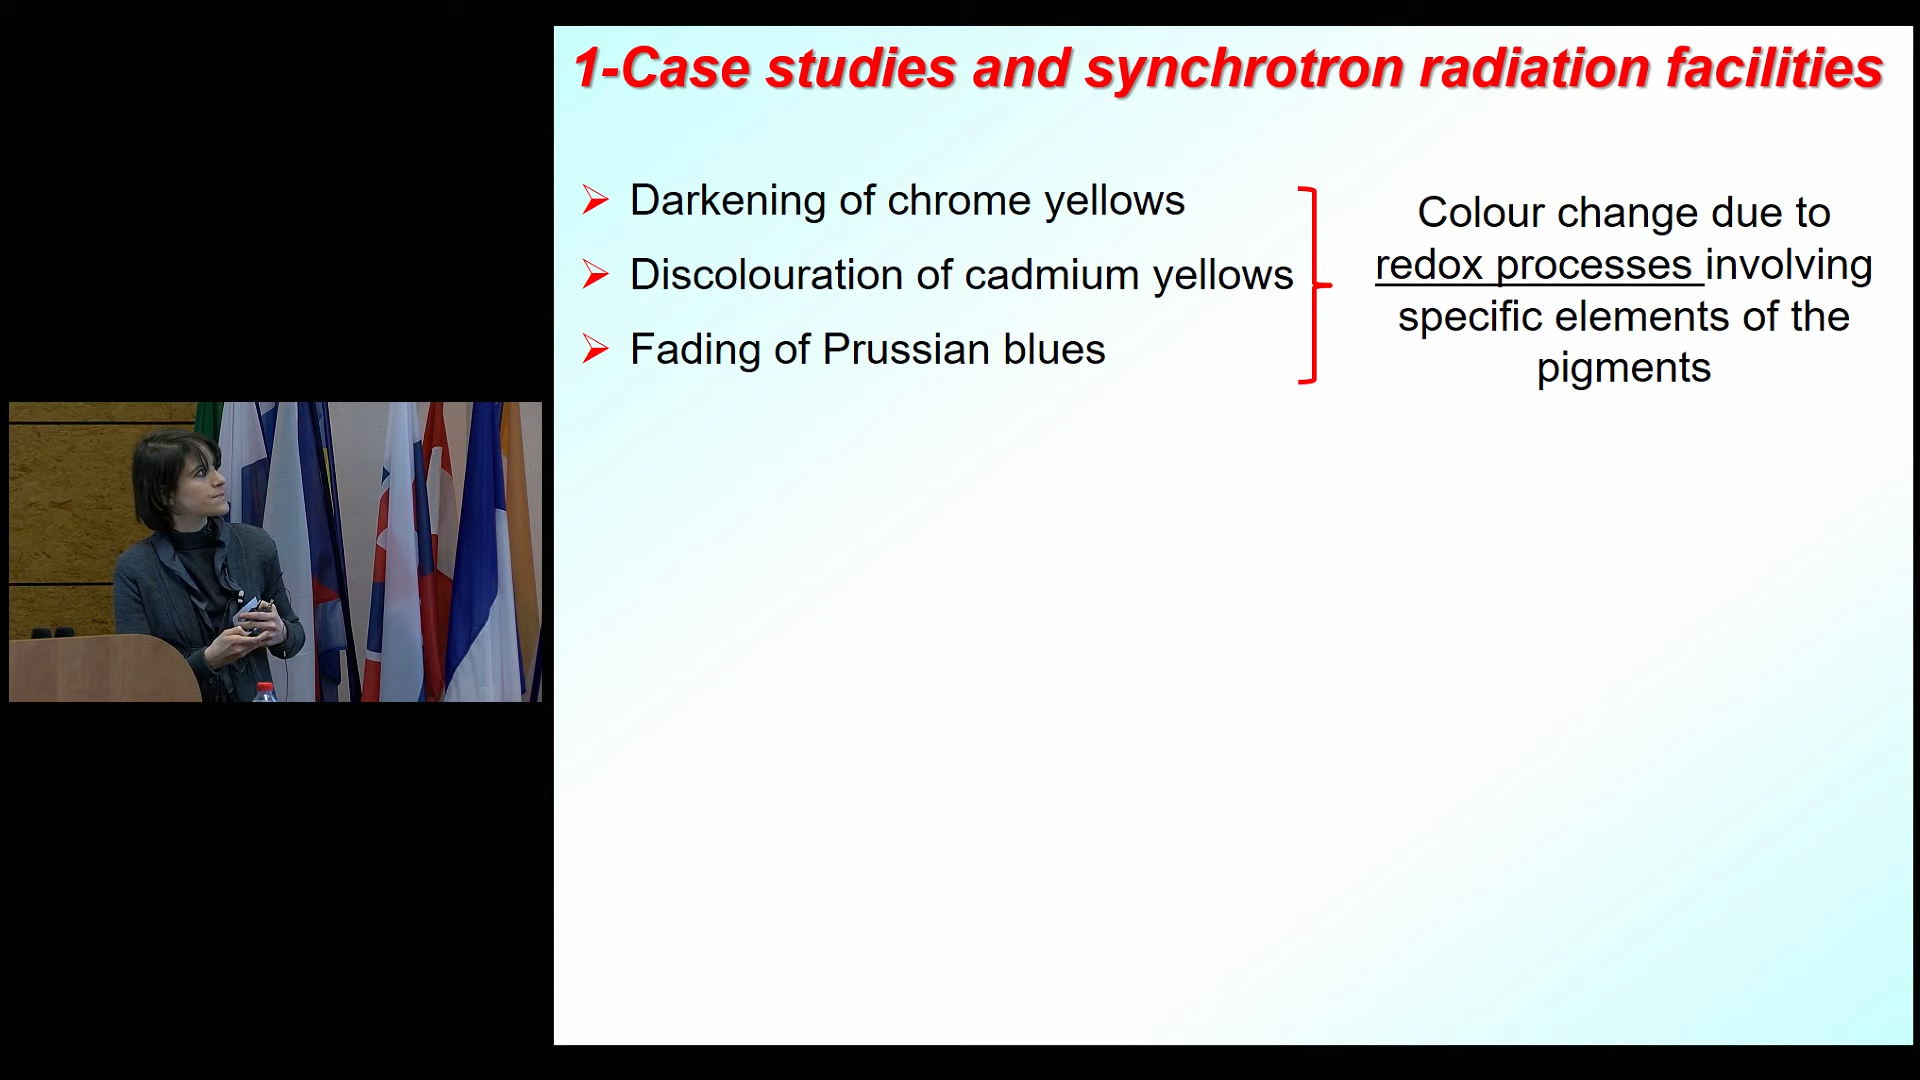 1-Case studies and synchrotron radiation facilities
Darkening of chrome yellows
Discolouration of cadmium yellows
Fading of Prussian blues
Colour change due to
redox processes involving
specific elements of the
pigments